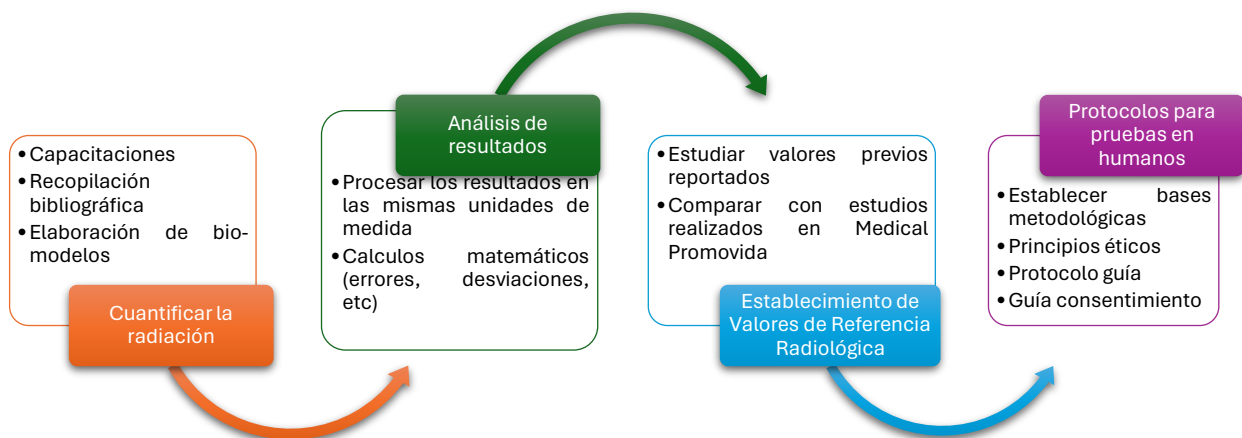 • Capacitaciones
• Recopilación
bibliográfica
• Elaboración de bio-
modelos
Cuantificar la
radiación
Análisis de
resultados
• Procesar los resultados en
las mismas unidades de
medida
• Calculos matemáticos
(errores, desviaciones,
etc)
• Estudiar valores previos
reportados
• Comparar con estudios
realizados en Medical
Promovida
Establecimiento de
Valores de Referencia
Radiológica
Protocolos para
pruebas en
humanos
• Establecer bases
metodológicas
• Principios éticos
• Protocolo guía
• Guía consentimiento